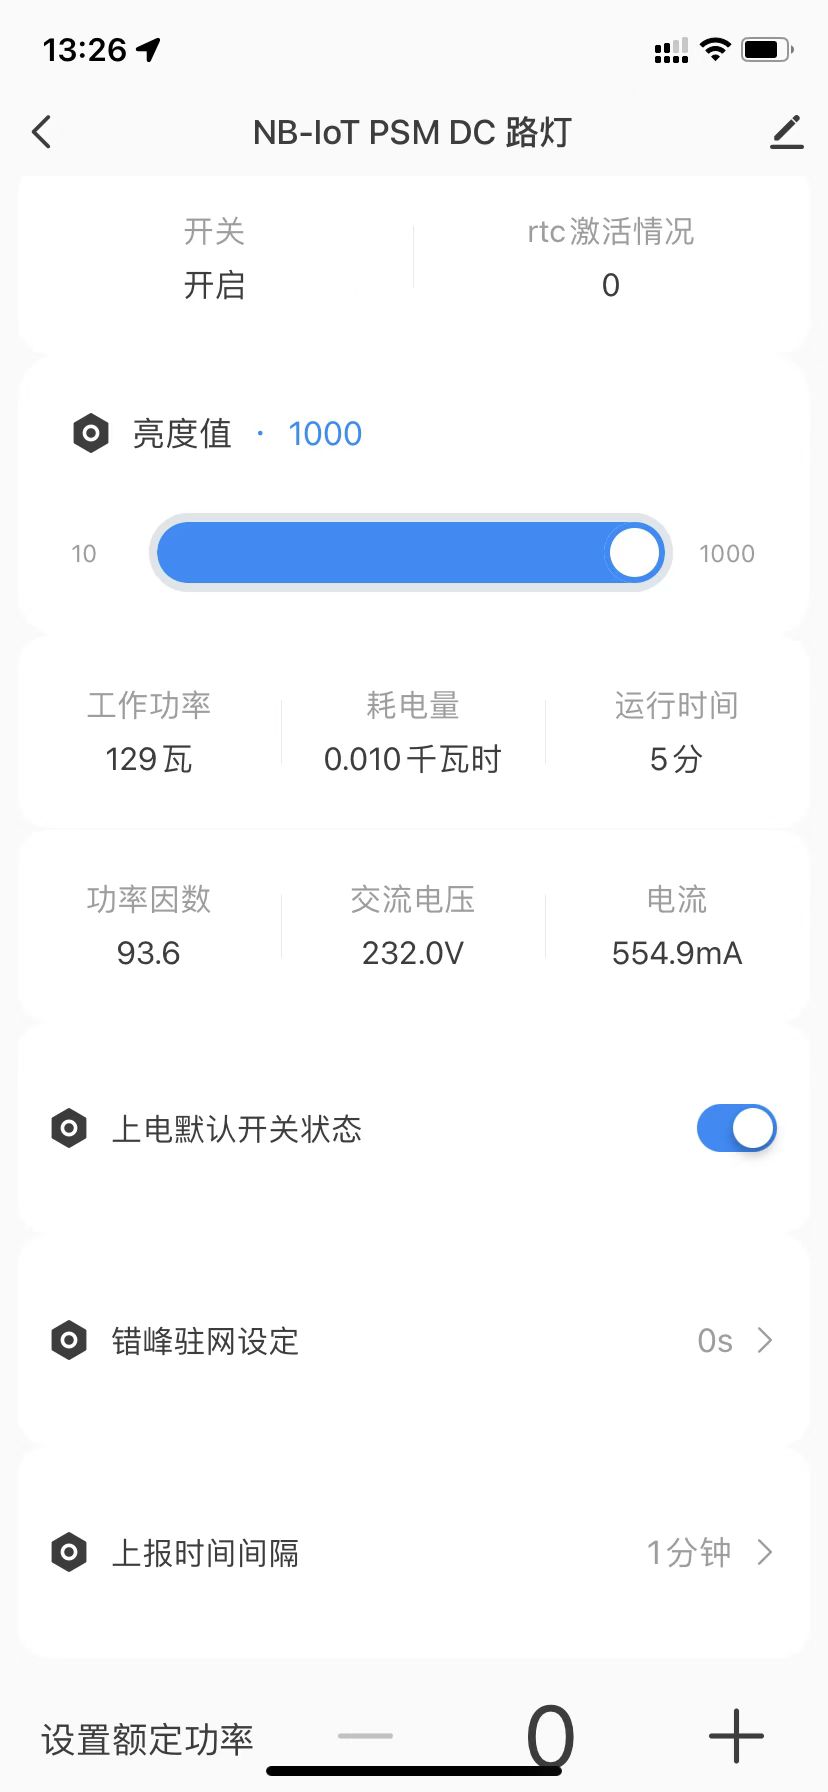 13:26
NB-IoT PSM DC 路灯
开关 rtc激活情况
开启 0
亮度值 · 1000
10 1000
工作功率 耗电量 运行时间
129瓦 0.010千瓦时 5分
功率因数 交流电压 电流
93.6 232.0V 554.9mA
上电默认开关状态
错峰驻网设定 0s
上报时间间隔 1分钟
设置额定功率 0